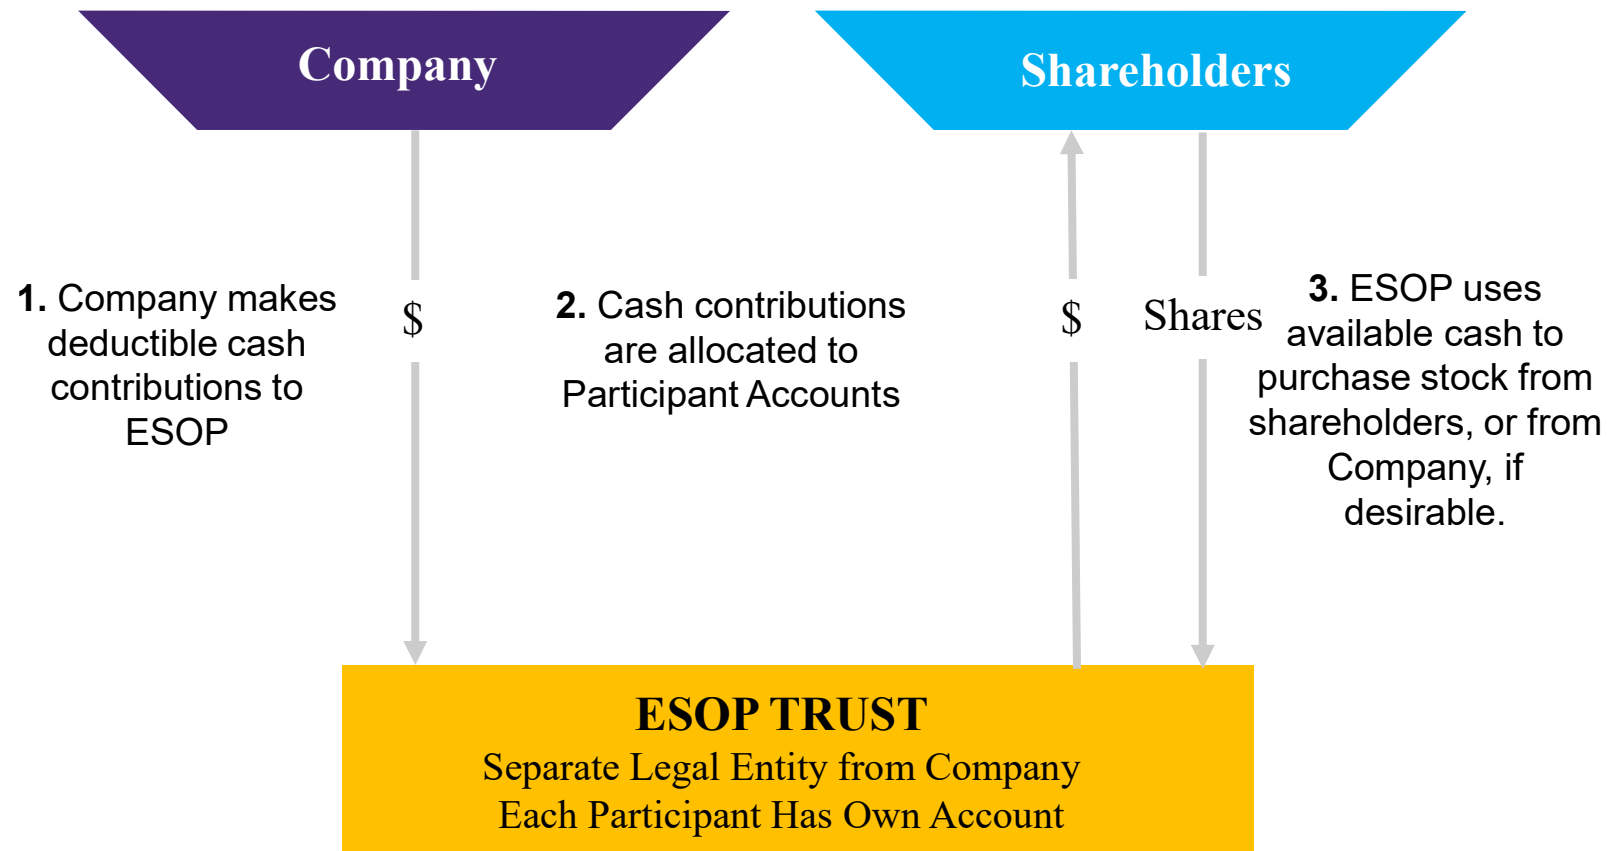 Company
Shareholders
1. Company makes
deductible cash
contributions to
ESOP
$
2. Cash contributions
are allocated to
Participant Accounts
$
Shares
3. ESOP uses
available cash to
purchase stock from
shareholders, or from
Company, if
desirable.
ESOP TRUST
Separate Legal Entity from Company
Each Participant Has Own Account